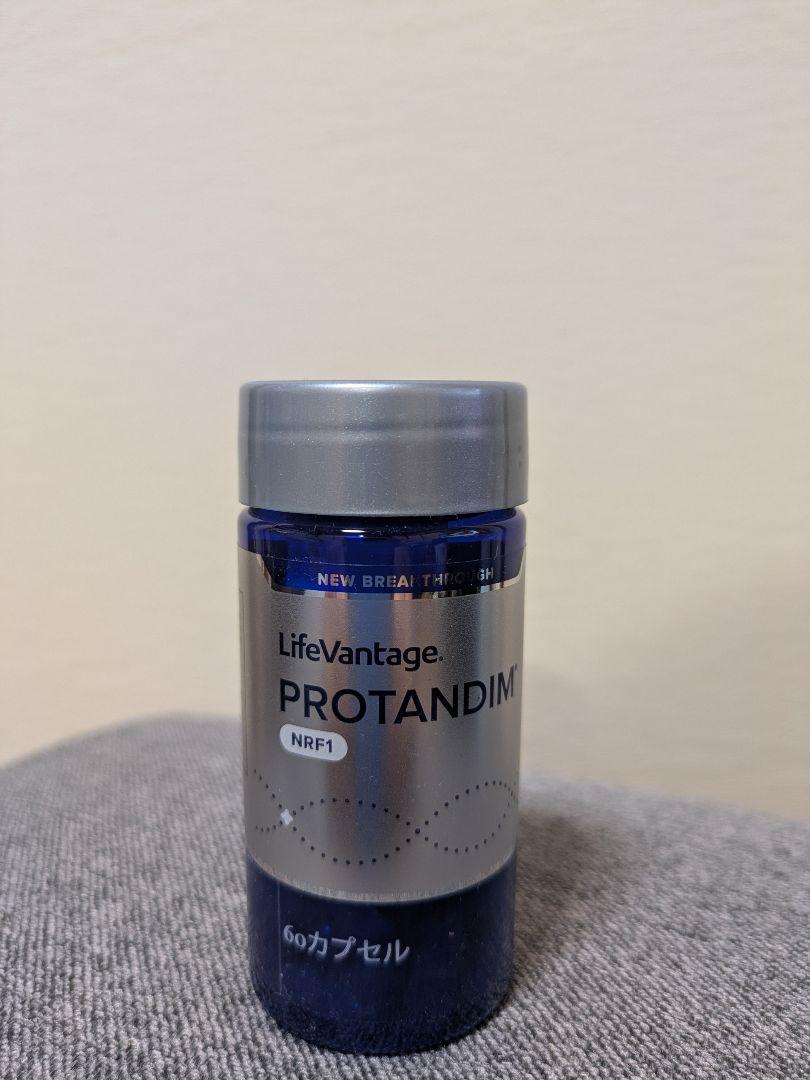 NEW BREAKTHROUGH
LifeVantage®
PROTANDIM®
NRF1
60カプセル